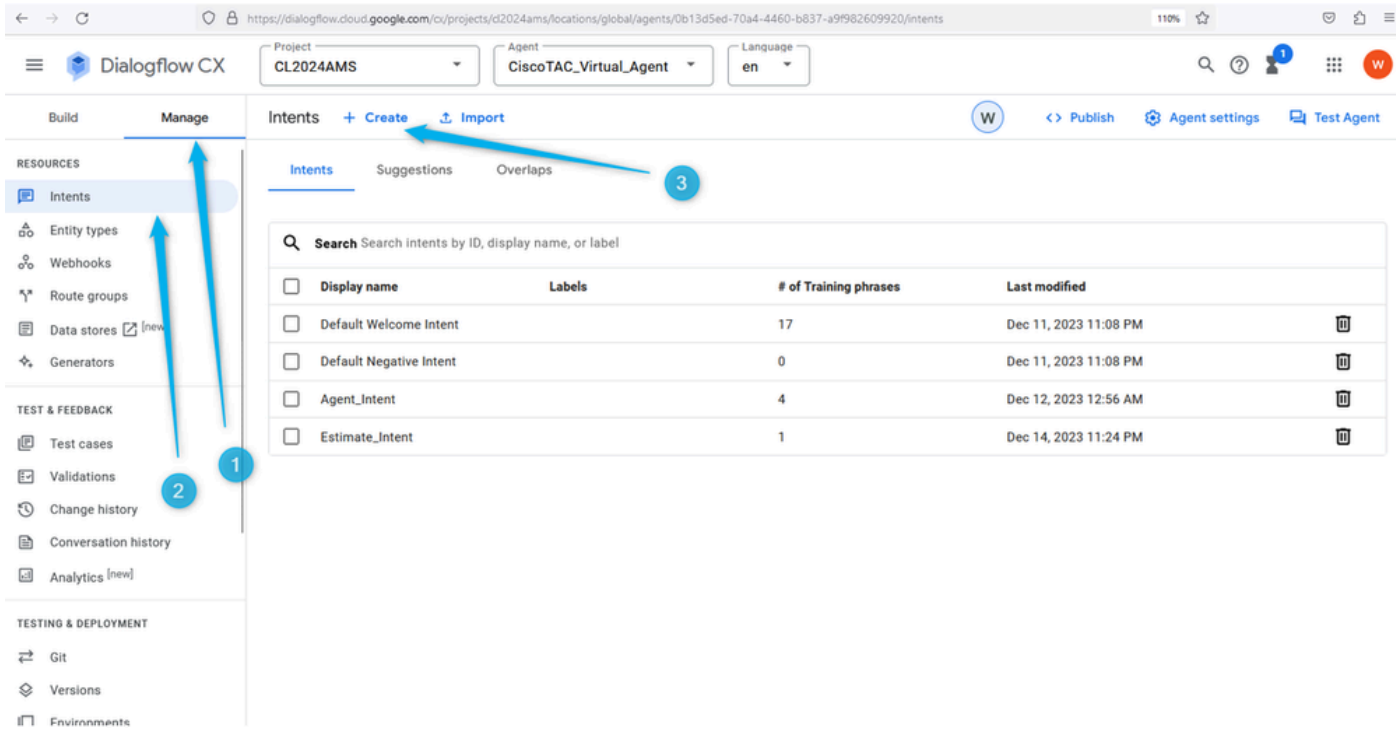 https://dialogflow.cloud.google.com/cx/projects/cl2024ams/locations/global/agents/0b13d5ed-70a4-4460-b837-a9f982609920/intents
110%
Dialogflow CX
Project
CL2024AMS
Agent
CiscoTAC_Virtual_Agent
Language
en
1
W
Build
Manage
Intents
+ Create
Import
W
<> Publish
Agent settings
Test Agent
RESOURCES
Intents
Entity types
Webhooks
Route groups
Data stores [new
Generators
TEST & FEEDBACK
Test cases
Validations
Change history
Conversation history
Analytics [new]
TESTING & DEPLOYMENT
Git
Versions
Environments
1
2
3
Intents
Suggestions
Overlaps
Search Search intents by ID, display name, or label
Display name Labels # of Training phrases Last modified
Default Welcome Intent 17 Dec 11, 2023 11:08 PM
Default Negative Intent 0 Dec 11, 2023 11:08 PM
Agent_Intent 4 Dec 12, 2023 12:56 AM
Estimate_Intent 1 Dec 14, 2023 11:24 PM